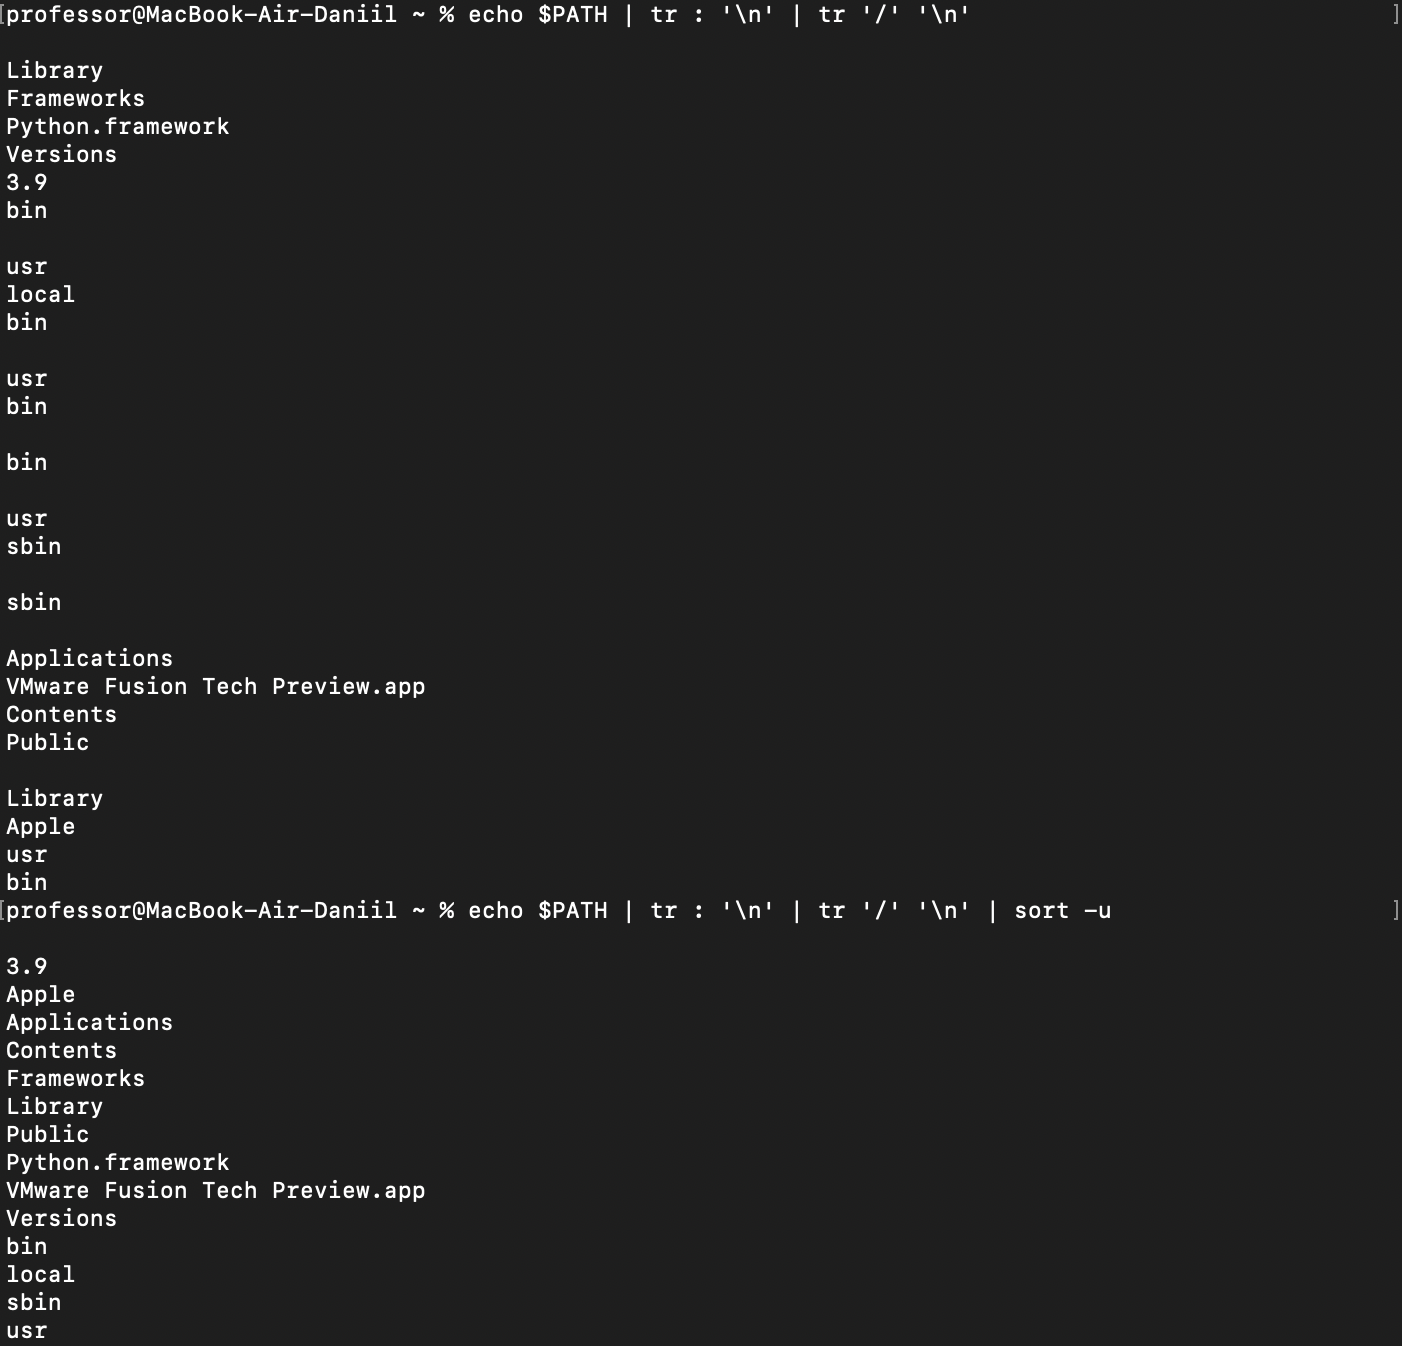 [professor@MacBook-Air-Daniil ~ % echo $PATH | tr : '\n' | tr '/' '\n' ]
Library
Frameworks
Python.framework
Versions
3.9
bin
usr
local
bin
usr
bin
bin
usr
sbin
sbin
Applications
VMware Fusion Tech Preview.app
Contents
Public
Library
Apple
usr
bin
[professor@MacBook-Air-Daniil ~ % echo $PATH | tr : '\n' | tr '/' '\n' | sort -u ]
3.9
Apple
Applications
Contents
Frameworks
Library
Public
Python.framework
VMware Fusion Tech Preview.app
Versions
bin
local
sbin
usr